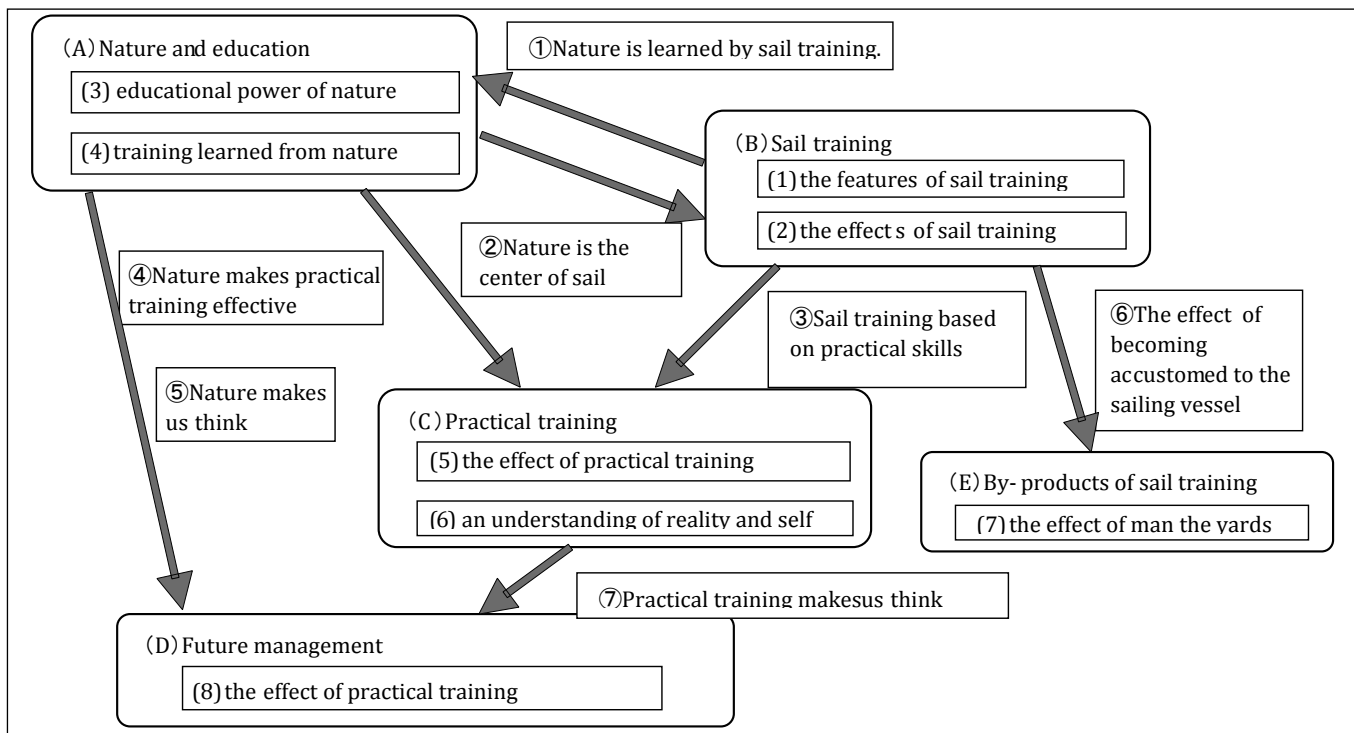 (A)Nature and education
(3) educational power of nature
(4)training learned from nature
①Nature is learned by sail training.
(B)Sail training
(1)the features of sail training
(2)the effects of sail training
②Nature is the
center of sail
④Nature makes practical
training effective
③Sail training based
on practical skills
⑥The effect of
becoming
accustomed to the
sailing vessel
⑤Nature makes
us think
(C)Practical training
(5)the effect of practical training
(6) an understanding of reality and self
(E)By- products of sail training
(7)the effect of man the yards
⑦Practical training makesus think
(D)Future management
(8)the effect of practical training